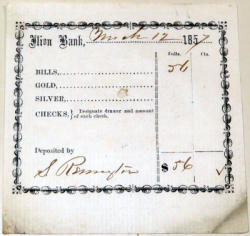 Ilion Bank, March 12 1857
Dolls. Cts.
BILLS, 56
GOLD,
SILVER,
CHECKS, { Designate drawer and amount of each check.
Deposited by
S Remington $ 56